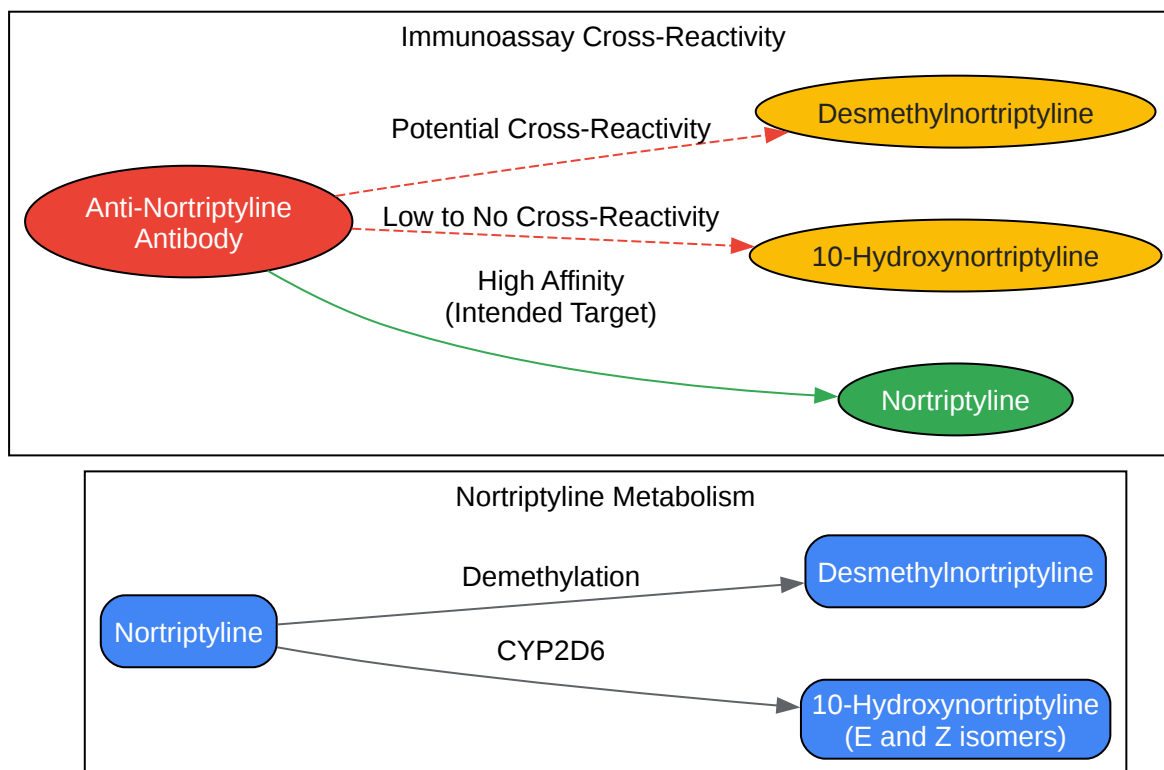 Immunoassay Cross-Reactivity
Desmethylnortriptyline
Potential Cross-Reactivity
Anti-Nortriptyline
Antibody
Low to No Cross-Reactivity
10-Hydroxynortriptyline
High Affinity
(Intended Target)
Nortriptyline
Nortriptyline Metabolism
Desmethylnortriptyline
Demethylation
Nortriptyline
CYP2D6
10-Hydroxynortriptyline
(E and Z isomers)